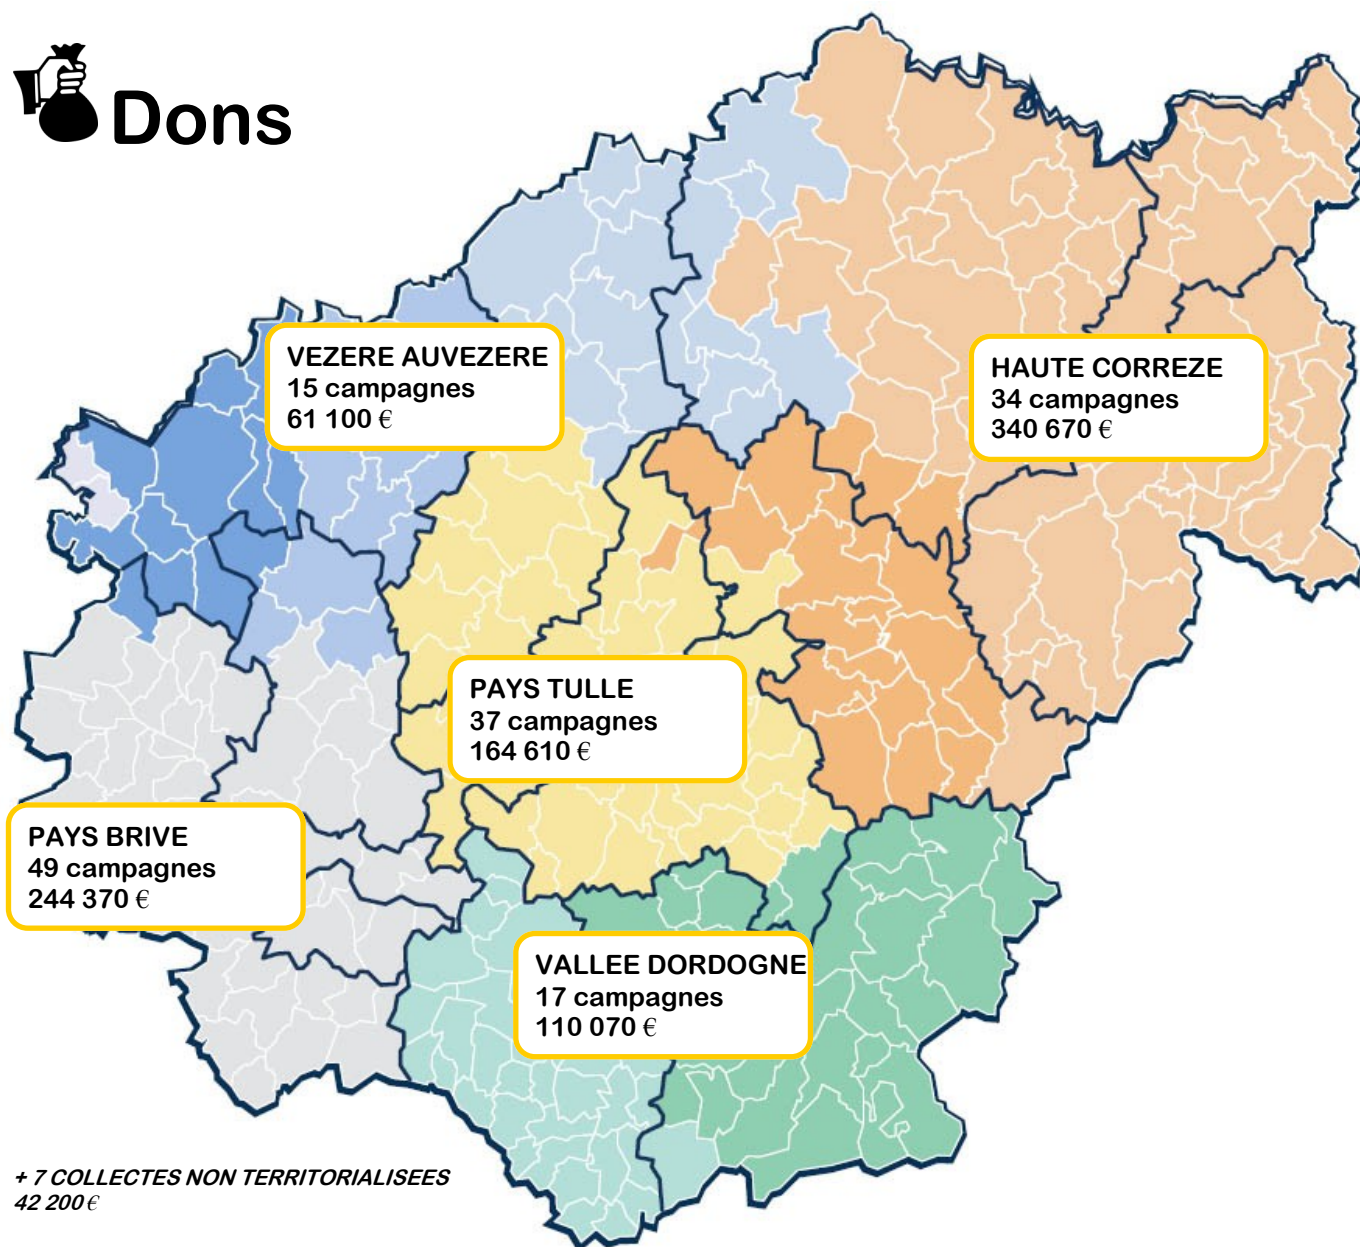 Dons
VEZERE AUVEZERE
15 campagnes
61 100 €
HAUTE CORREZE
34 campagnes
340 670 €
PAYS TULLE
37 campagnes
164 610 €
PAYS BRIVE
49 campagnes
244 370 €
VALLEE DORDOGNE
17 campagnes
110 070 €
+ 7 COLLECTES NON TERRITORIALISEES
42 200 €